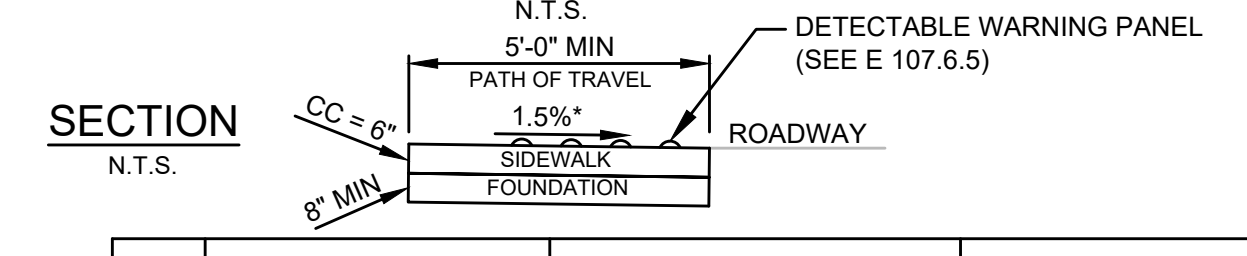 N.T.S.
5'-0" MIN
PATH OF TRAVEL
DETECTABLE WARNING PANEL
(SEE E 107.6.5)
SECTION
N.T.S.
CC = 6"
1.5%*
ROADWAY
SIDEWALK
8" MIN
FOUNDATION